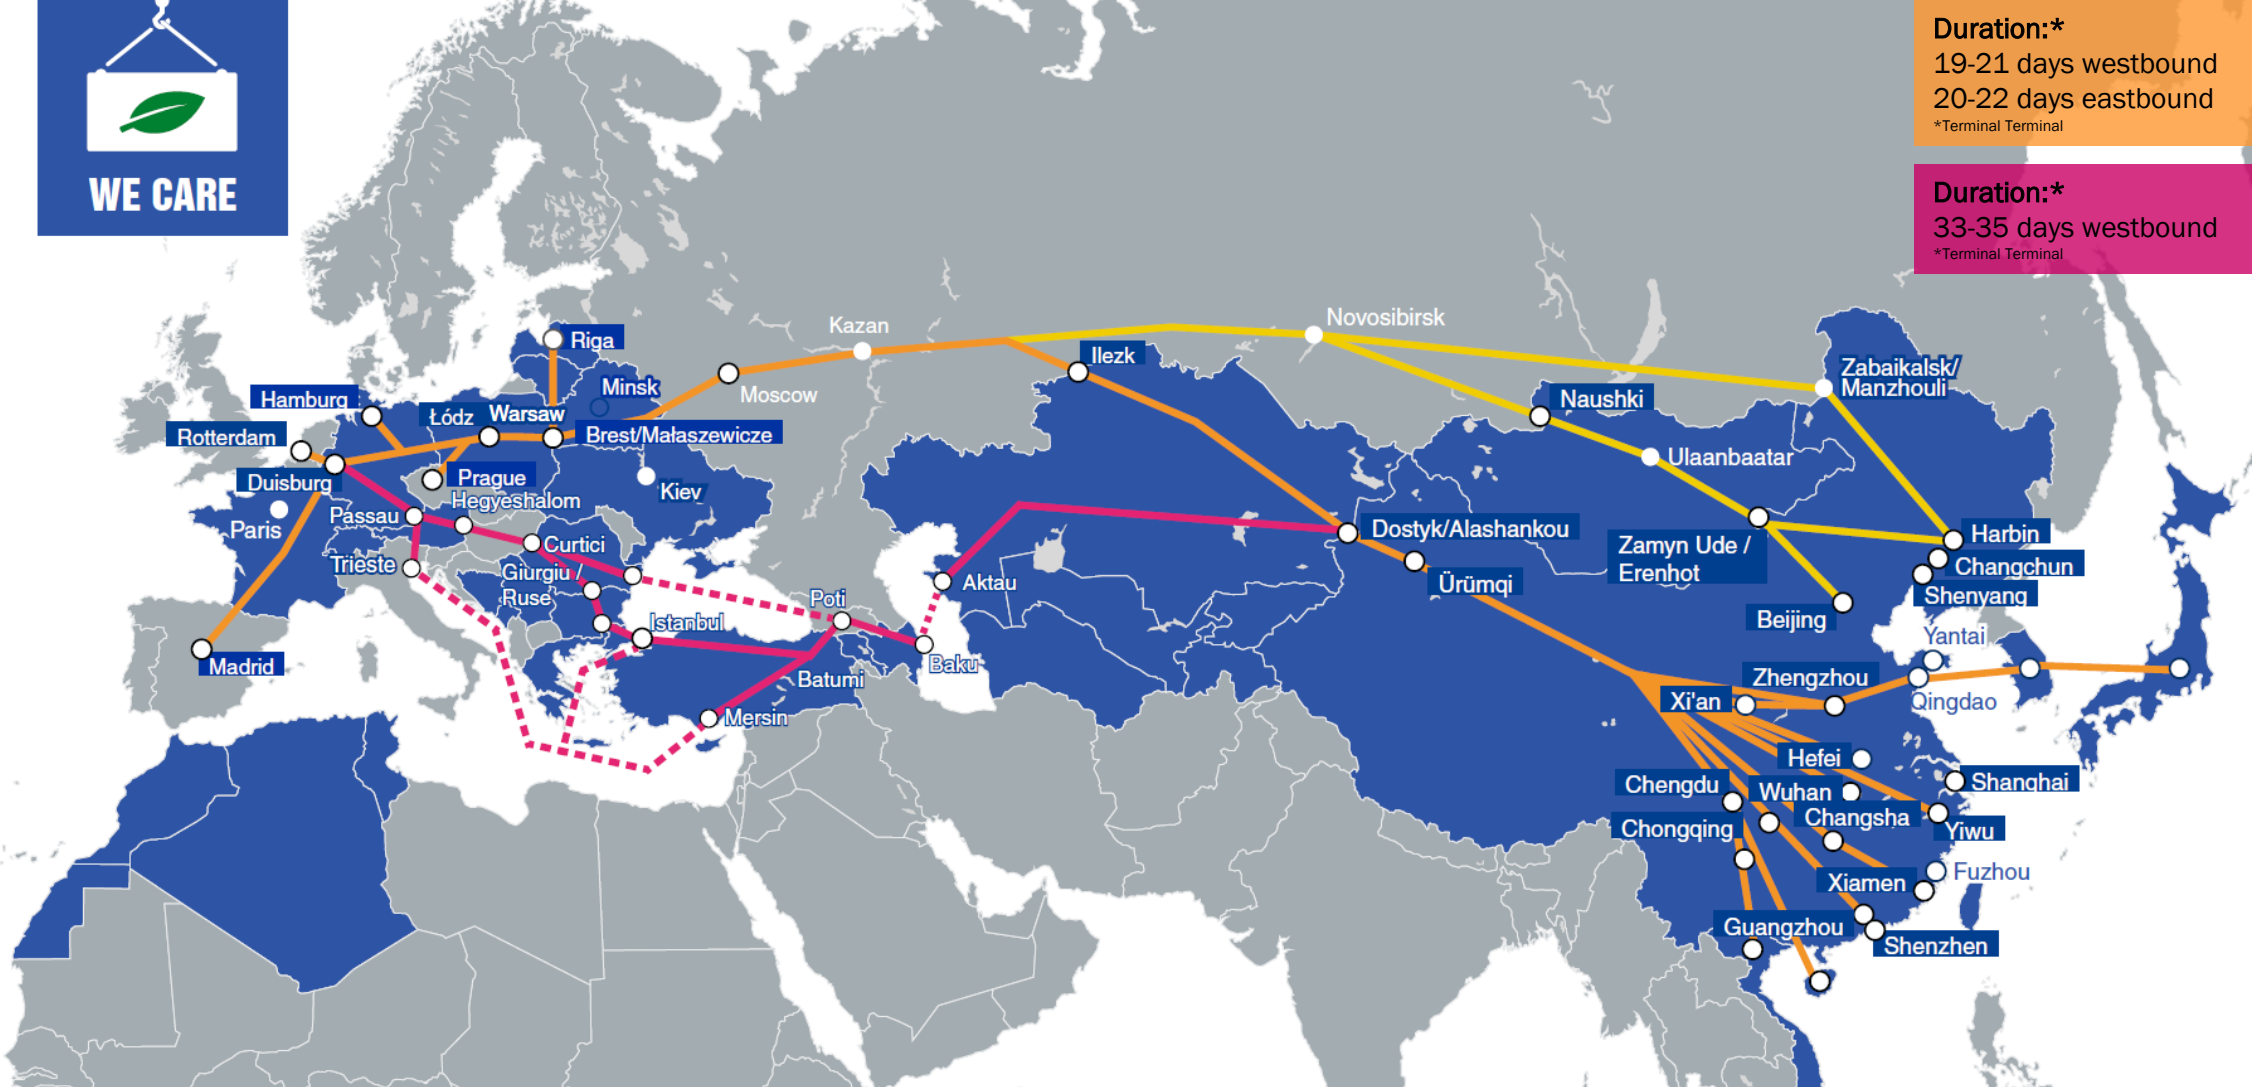 WE CARE
Duration:*
19-21 days westbound
20-22 days eastbound
*Terminal Terminal
Duration:*
33-35 days westbound
*Terminal Terminal
Novosibirsk
Kazan
Riga
Ilezk
Zabaikalsk/
Manzhouli
Minsk
Moscow
Naushki
Hamburg
Łódz
Warsaw
Rotterdam
Brest/Małaszewicze
Ulaanbaatar
Duisburg
Prague
Kiev
Hegyeshalom
Passau
Paris
Dostyk/Alashankou
Harbin
Curtici
Zamyn Ude /
Erenhot
Trieste
Giurgiu /
Ruse
Changchun
Aktau
Ürümqi
Shenyang
Poti
Istanbul
Beijing
Yantai
Madrid
Baku
Batumi
Zhengzhou
Xi'an
Qingdao
Mersin
Hefei
Chengdu
Wuhan
Shanghai
Changsha
Chongqing
Yiwu
Xiamen
Fuzhou
Guangzhou
Shenzhen